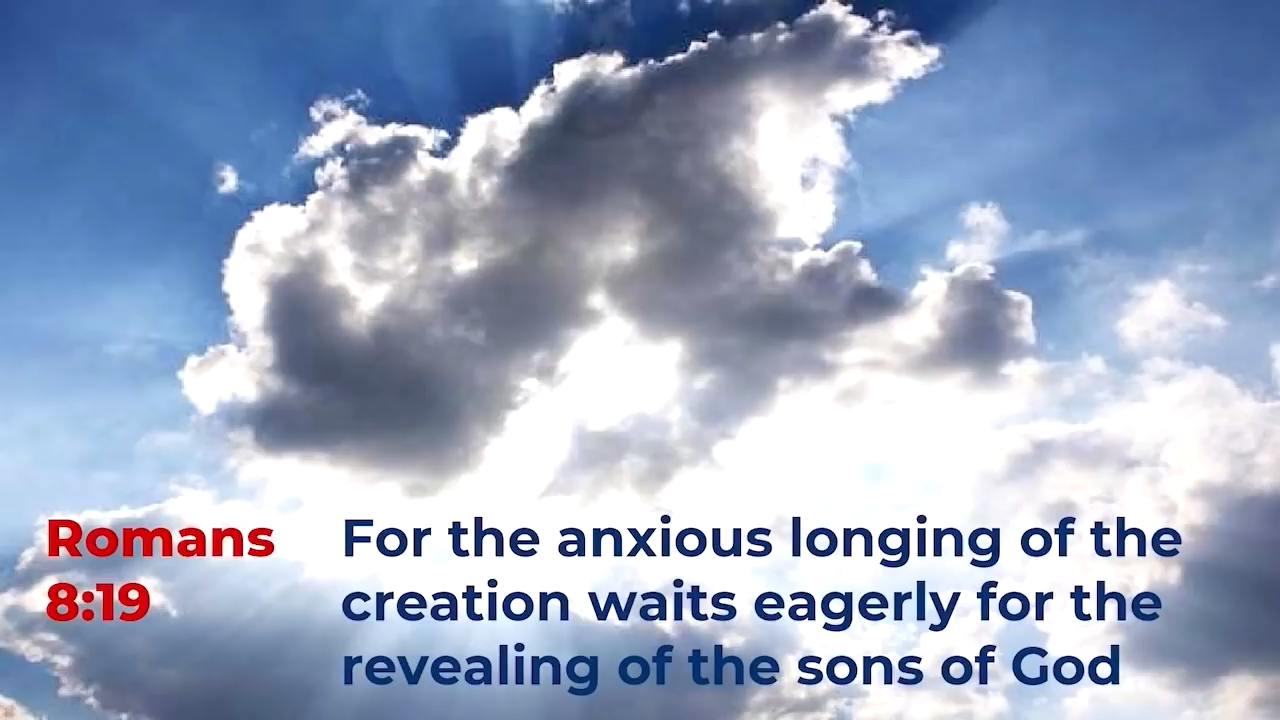 Romans
8:19
For the anxious longing of the
creation waits eagerly for the
revealing of the sons of God